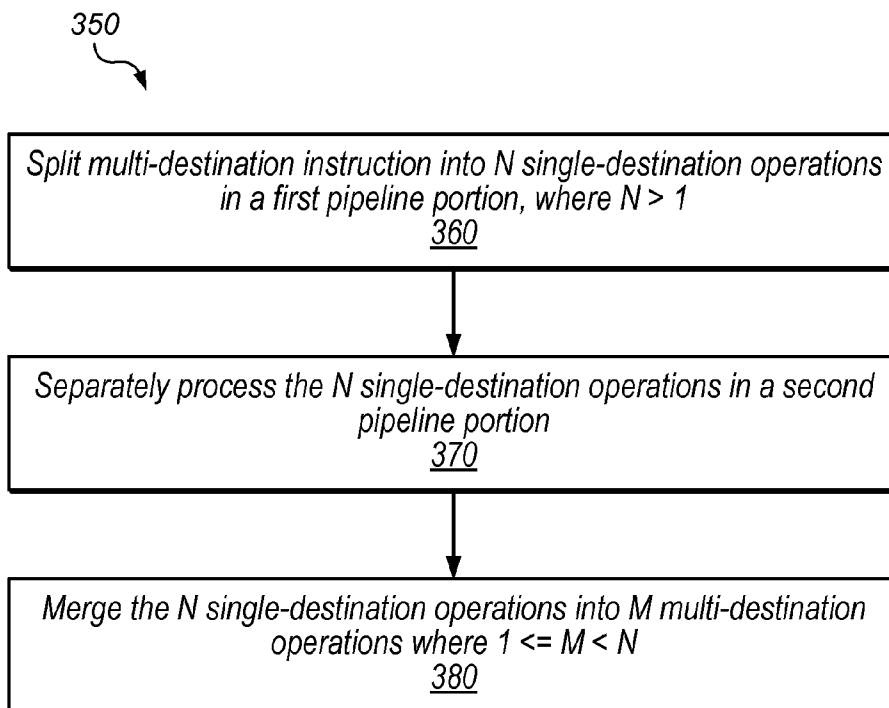 350
Split multi-destination instruction into N single-destination operations
in a first pipeline portion, where N > 1
360
Separately process the N single-destination operations in a second
pipeline portion
370
Merge the N single-destination operations into M multi-destination
operations where 1 <= M < N
380